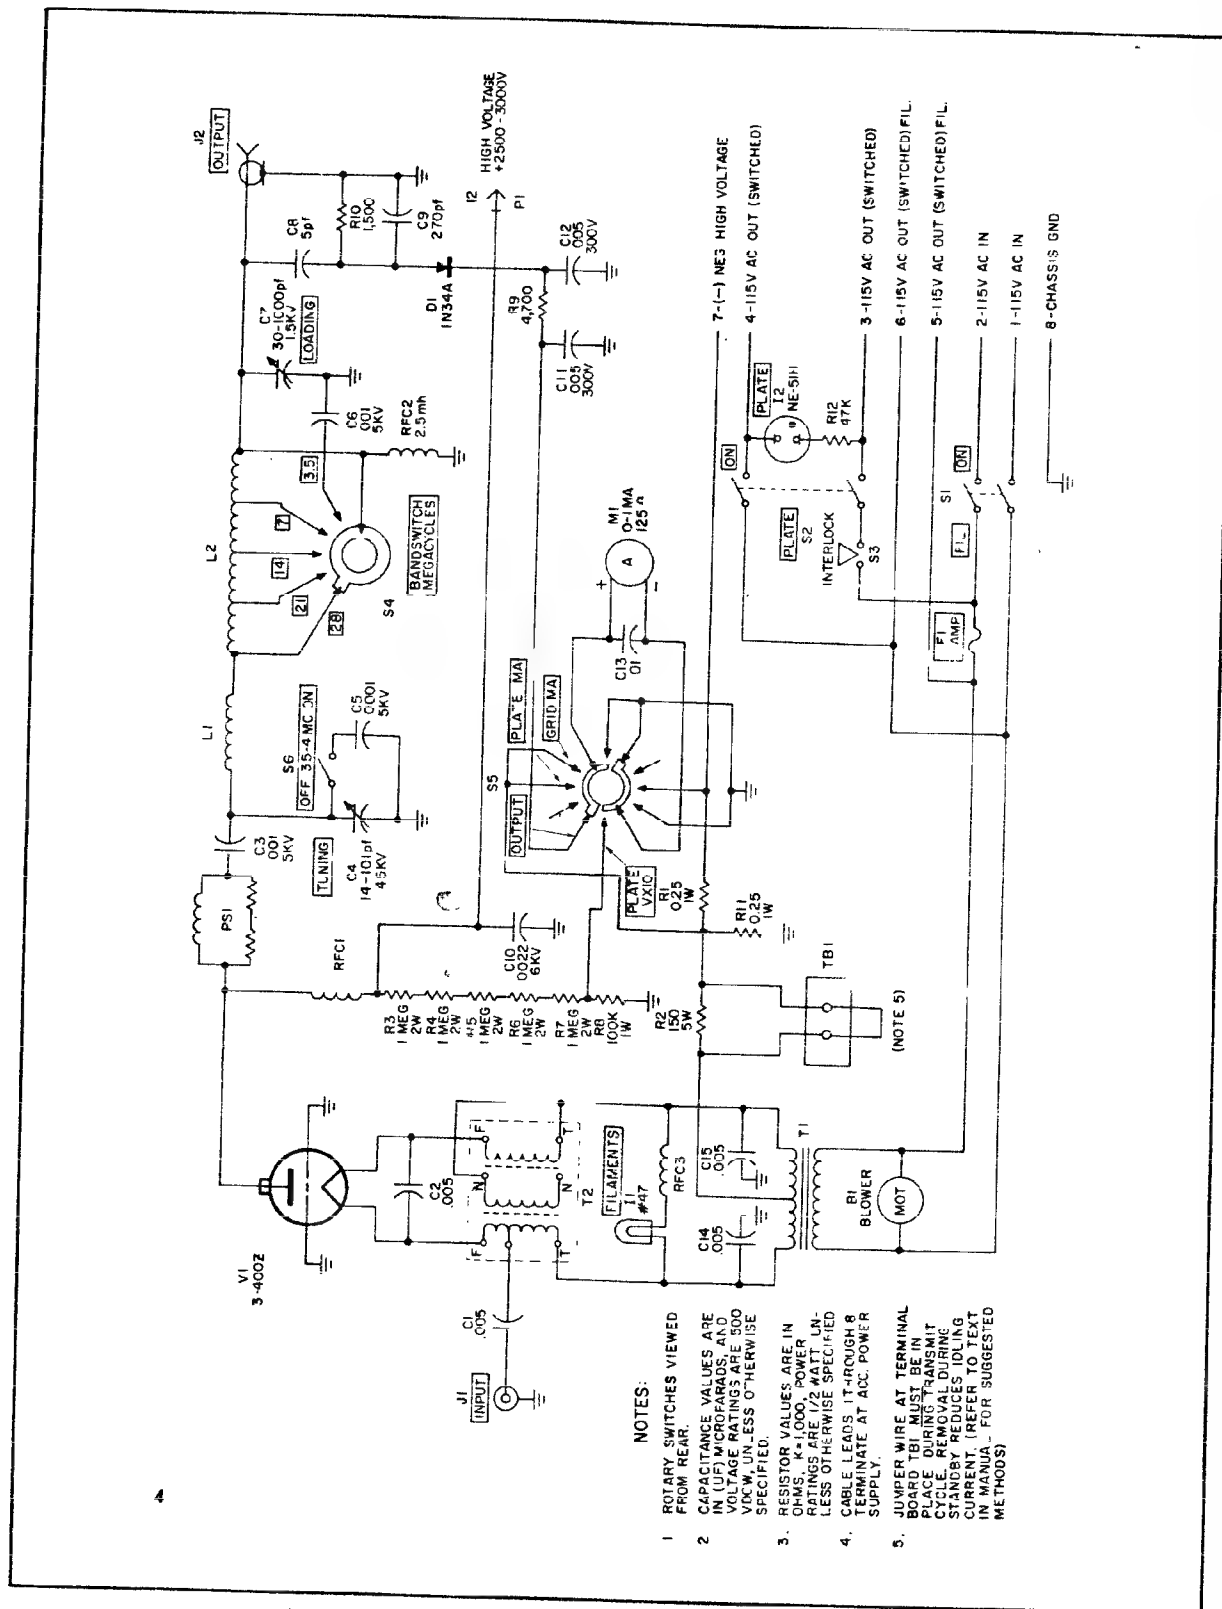 4
J1
INPUT
C1
.005
V1
3-400Z
C2
.005
F
N
F
T
N
T
T2
FILAMENTS
I1
#47
RFC3
C14
.005
C15
.005
T1
B1
BLOWER
MOT
PS1
RFC1
R3
1 MEG
2W
R4
1 MEG
2W
1 MEG
2W
R6
1 MEG
2W
R7
1 MEG
2W
R8
100K
1W
R2
150
5W
TB1
(NOTE 5)
C3
.001
5KV
TUNING
C4
14-101pf
4.5KV
S6
OFF 3.5-4 MC ON
C5
.0001
5KV
C10
.0022
6KV
L1
L2
28
21
14
7
3.5
S4
BANDSWITCH
MEGACYCLES
C6
.001
5KV
RFC2
2.5mh
C7
30-1000pf
1.5KV
LOADING
C8
5pf
R10
1,500
C9
270pf
J2
OUTPUT
D1
1N34A
12
P1
HIGH VOLTAGE
+2500-3000V
R9
4,700
C11
.005
300V
C12
.005
300V
S5
OUTPUT
PLATE MA
GRID MA
PLATE
VX10
R1
0.25
1W
R11
0.25
1W
C13
.01
M1
0-1MA
125Ω
A
+
-
PLATE
S2
ON
INTERLOCK
S3
PLATE
I2
NE-51H
R12
47K
F1
AMP
FIL
S1
ON
7-(-) NEG HIGH VOLTAGE
4-115V AC OUT (SWITCHED)
3-115V AC OUT (SWITCHED)
6-115V AC OUT (SWITCHED) FIL.
5-115V AC OUT (SWITCHED) FIL.
2-115V AC IN
1-115V AC IN
8-CHASSIS GND
NOTES:
1 ROTARY SWITCHES VIEWED
FROM REAR.
2 CAPACITANCE VALUES ARE
IN (UF) MICROFARADS, AND
VOLTAGE RATINGS ARE 500
VDCW, UNLESS OTHERWISE
SPECIFIED.
3. RESISTOR VALUES ARE IN
OHMS, K=1,000, POWER
RATINGS ARE 1/2 WATT UN-
LESS OTHERWISE SPECIFIED
4. CABLE LEADS 1 THROUGH 8
TERMINATE AT ACC. POWER
SUPPLY.
5. JUMPER WIRE AT TERMINAL
BOARD TB1 MUST BE IN
PLACE DURING TRANSMIT
CYCLE. REMOVAL DURING
STANDBY REDUCES IDLING
CURRENT. (REFER TO TEXT
IN MANUAL FOR SUGGESTED
METHODS)